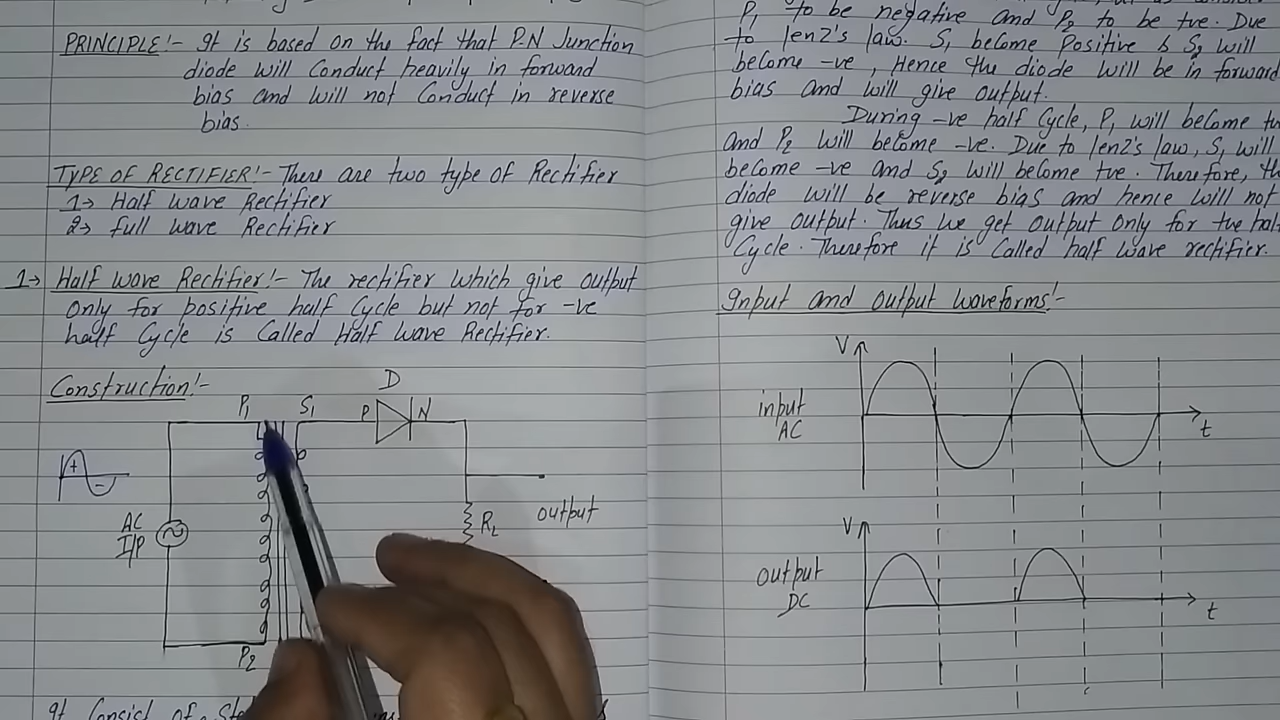 PRINCIPLE:- It is based on the fact that P.N Junction
diode will Conduct heavily in forward
bias and will not Conduct in reverse
bias.
TYPE OF RECTIFIER:- There are two type of Rectifier
1→ Half Wave Rectifier
2→ full wave Rectifier
1→ Half wave Rectifier:- The rectifier which give output
Only for positive half Cycle but not for -ve
half Cycle is Called Half Wave Rectifier.
Construction:-
D
P1 S1 P N
+
-
AC
I/P
output
RL
P2
It Consist of a
P1 to be negative and P2 to be +ve. Due
to lenz's law. S1 become Positive & S2 will
become -ve, Hence the diode will be in forward
bias and will give output.
During -ve half Cycle, P1 will become
and P2 will become -ve. Due to lenz's law, S1 will
become -ve and S2 will become +ve. Therefore,
diode will be reverse bias and hence will not
give output. Thus we get output Only for the
Cycle. Therefore it is Called half wave rectifier.
Input and output waveforms:-
V
input
AC
t
V
output
DC
t